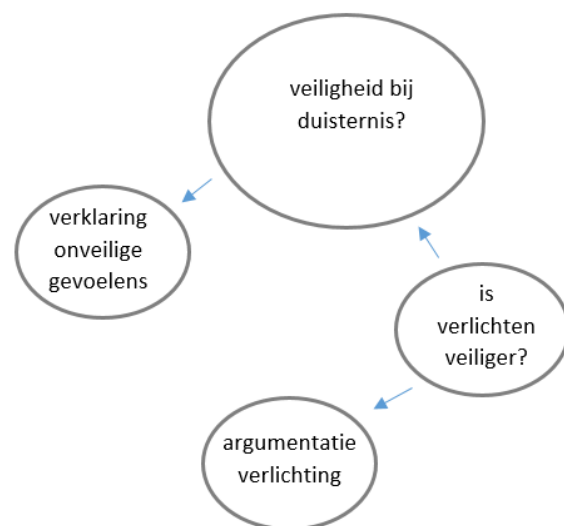 veiligheid bij
duisternis?
verklaring
onveilige
gevoelens
is
verlichten
veiliger?
argumentatie
verlichting